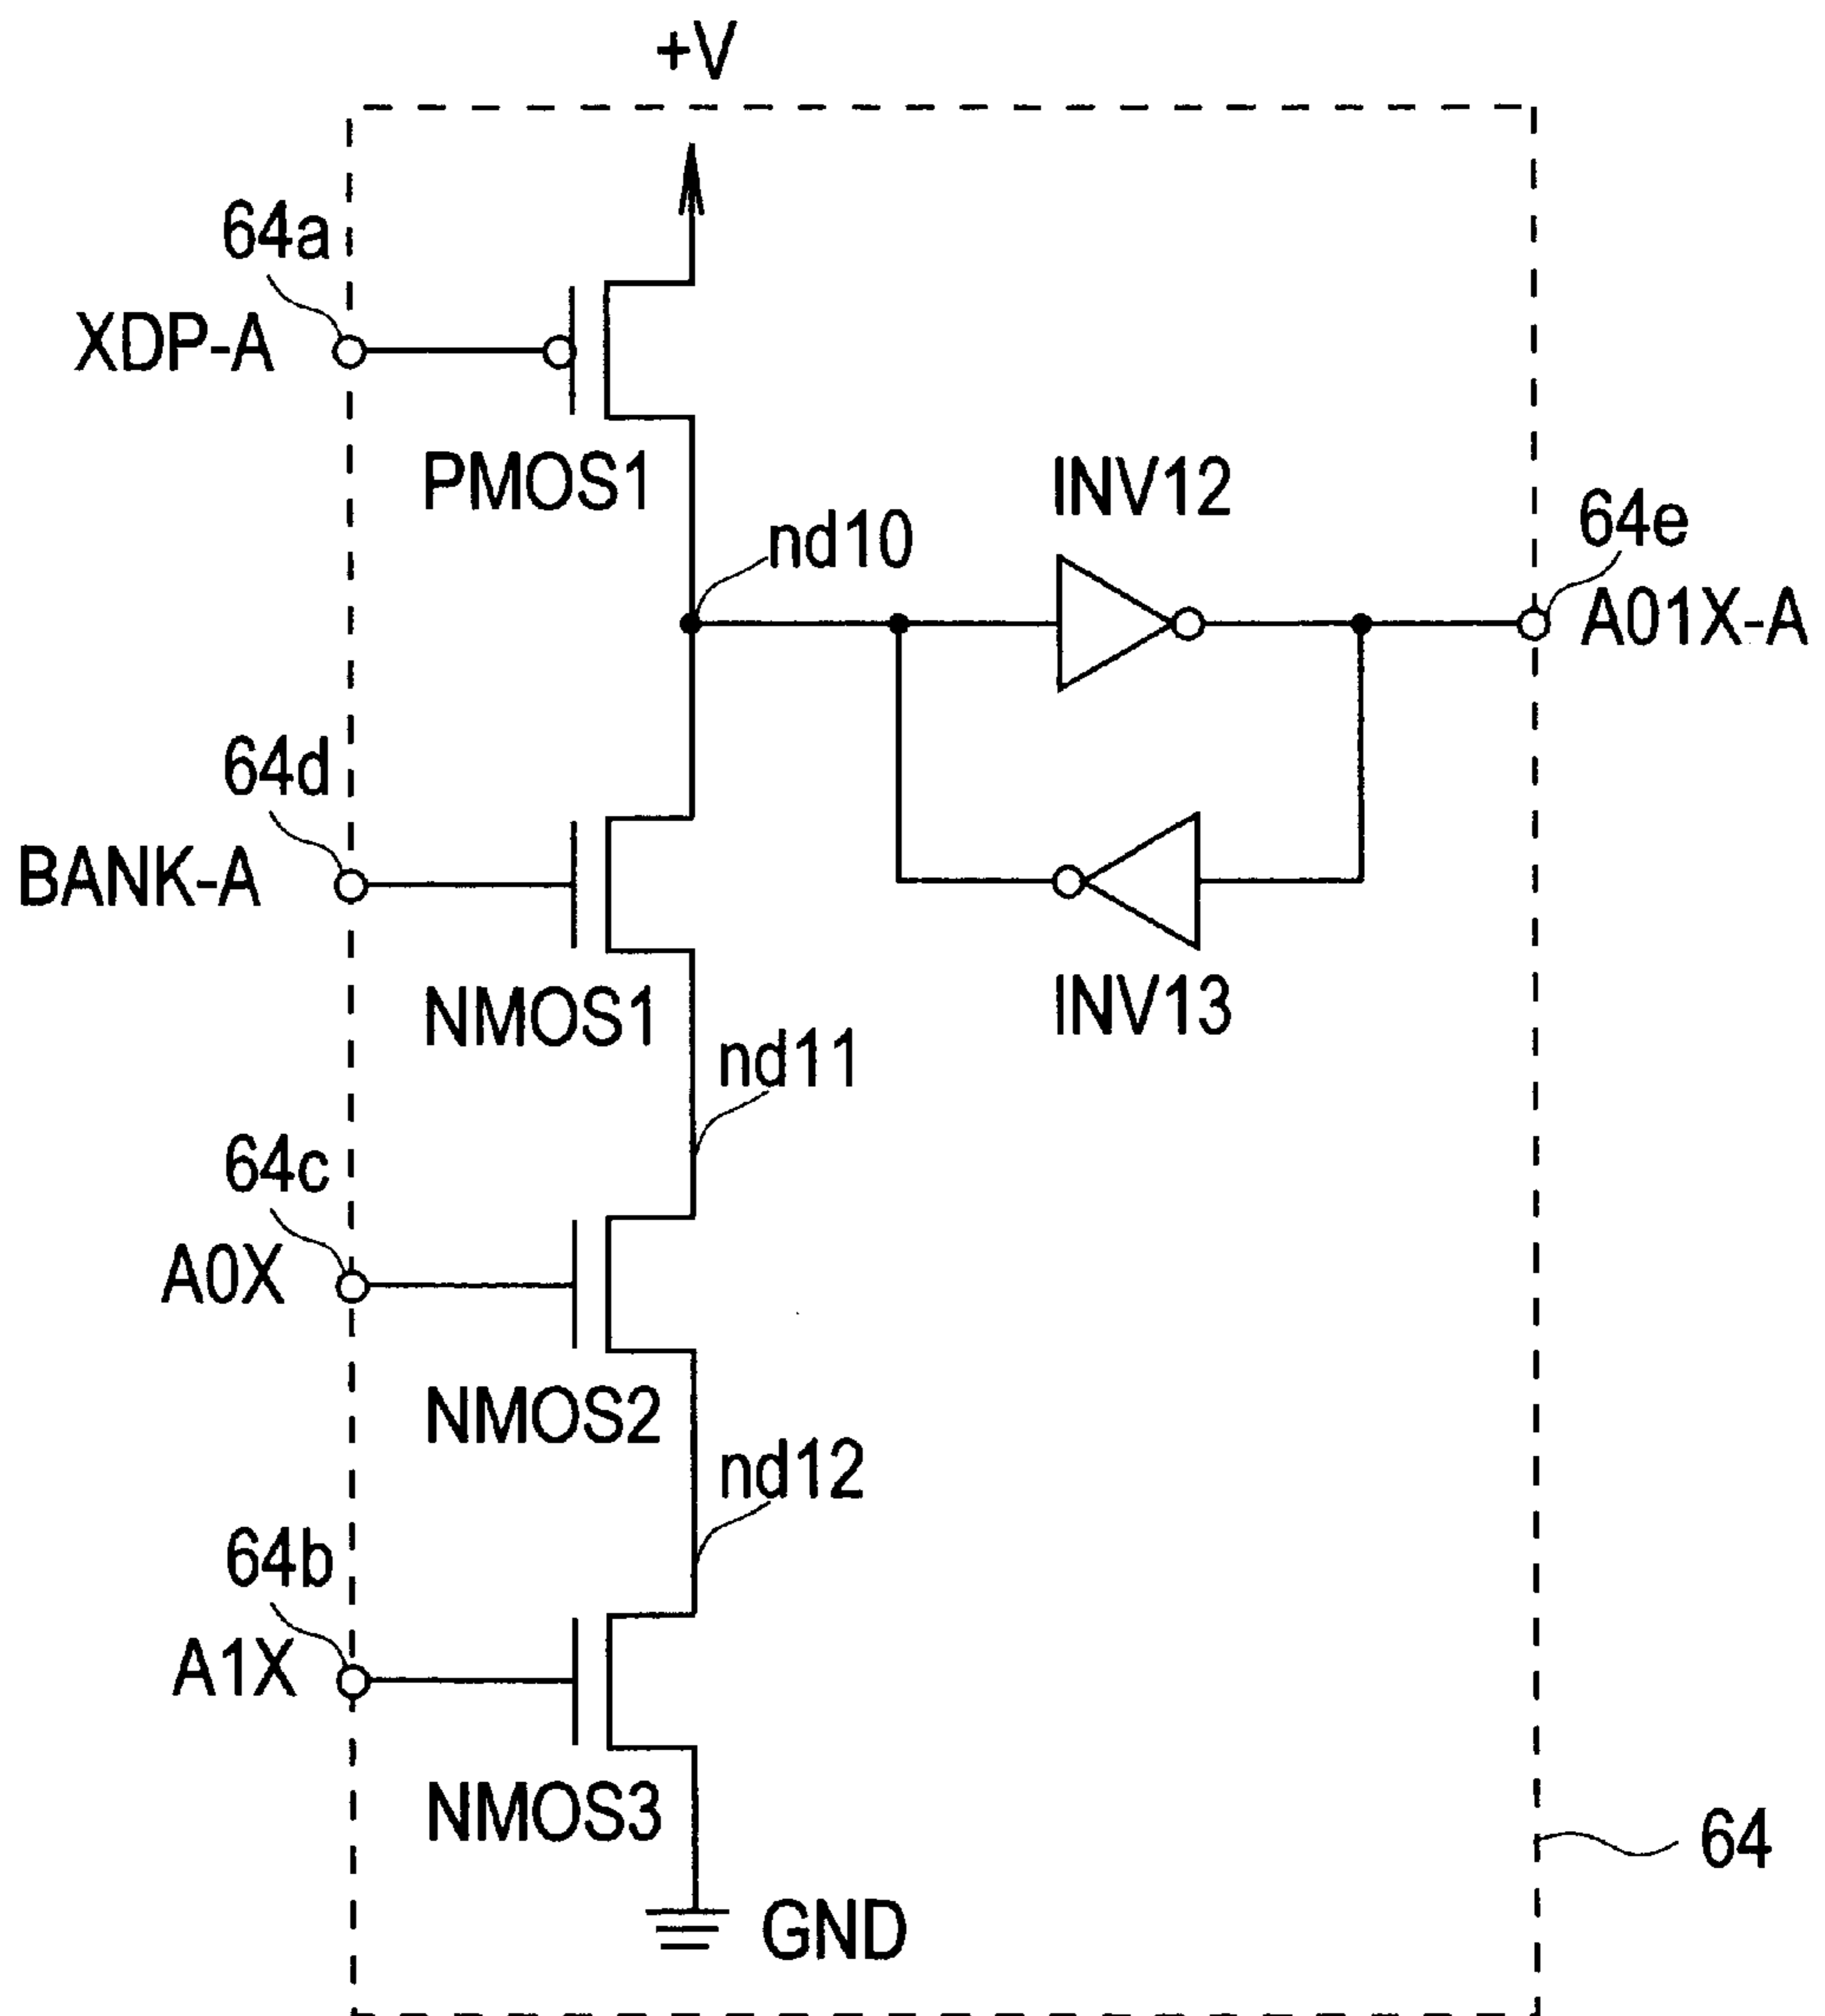 +V
64a
XDP-A
PMOS1
INV12
64e
nd10
A01X-A
64d
BANK-A
NMOS1
INV13
nd11
64c
A0X
NMOS2
nd12
64b
A1X
NMOS3
64
GND